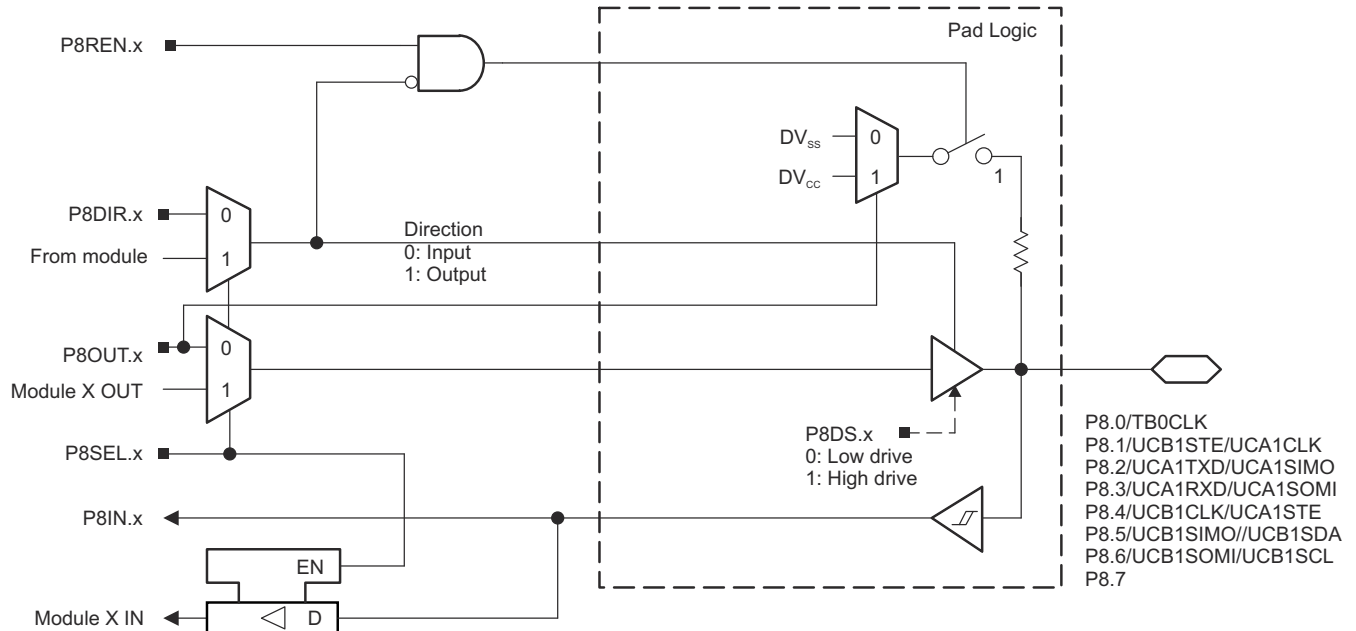 Pad Logic
P8REN.x
DVSS
0
DVCC
1
1
P8DIR.x
0
From module
1
Direction
0: Input
1: Output
P8OUT.x
0
Module X OUT
1
P8SEL.x
P8DS.x
0: Low drive
1: High drive
P8IN.x
EN
Module X IN
D
P8.0/TB0CLK
P8.1/UCB1STE/UCA1CLK
P8.2/UCA1TXD/UCA1SIMO
P8.3/UCA1RXD/UCA1SOMI
P8.4/UCB1CLK/UCA1STE
P8.5/UCB1SIMO//UCB1SDA
P8.6/UCB1SOMI/UCB1SCL
P8.7